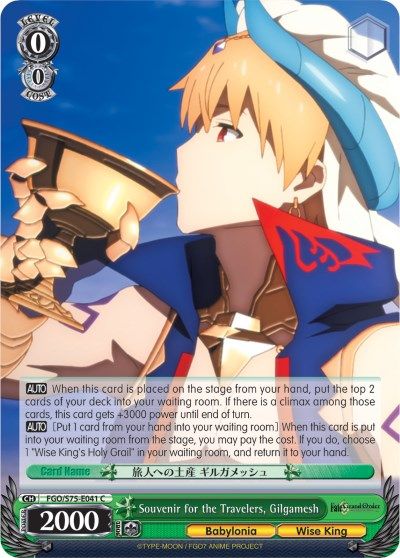 LEVEL
0
0
COST
AUTO When this card is placed on the stage from your hand, put the top 2
cards of your deck into your waiting room. If there is a climax among those
cards, this card gets +3000 power until end of turn.
AUTO [Put 1 card from your hand into your waiting room] When this card is put
into your waiting room from the stage, you may pay the cost. If you do, choose
1 "Wise King's Holy Grail" in your waiting room, and return it to your hand.
Card Name 旅人への土産 ギルガメッシュ
CH FGO/S75-E041 C
Souvenir for the Travelers, Gilgamesh
Fate Grand Order
POWER 2000
Babylonia Wise King
©TYPE-MOON / FGO7 ANIME PROJECT